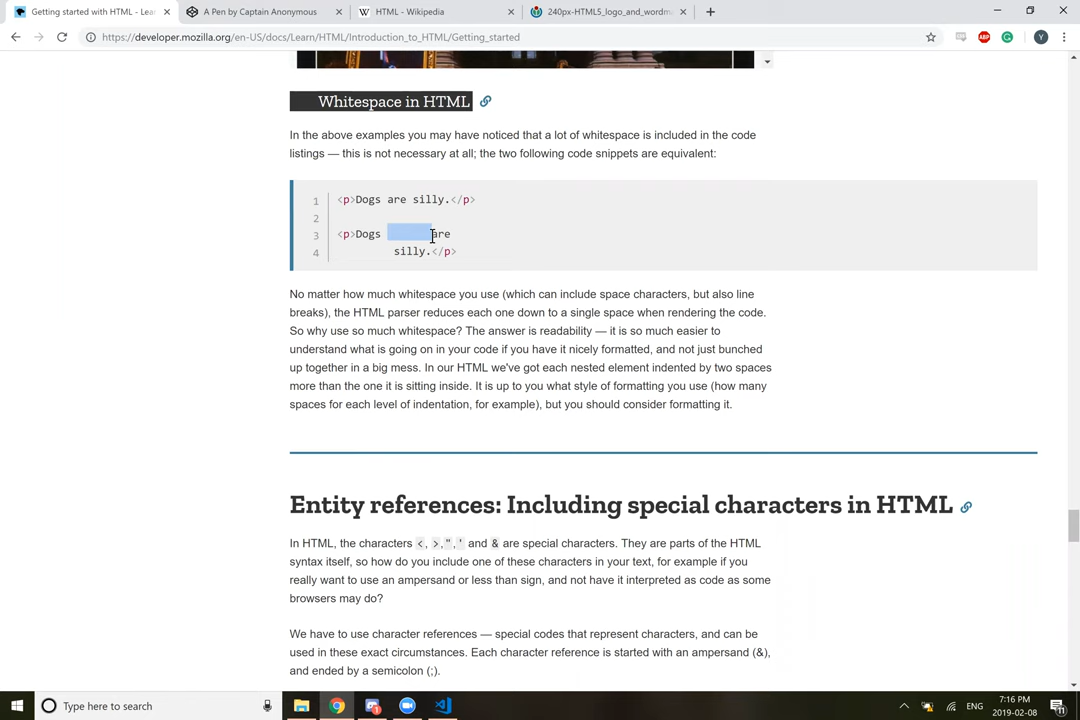 Getting started with HTML - Lea
A Pen by Captain Anonymous
HTML - Wikipedia
240px-HTML5_logo_and_wordm
https://developer.mozilla.org/en-US/docs/Learn/HTML/Introduction_to_HTML/Getting_started
ABP
Y
Whitespace in HTML
In the above examples you may have noticed that a lot of whitespace is included in the code
listings — this is not necessary at all; the two following code snippets are equivalent:
1 <p>Dogs are silly.</p>
2
3 <p>Dogs are
4 silly.</p>
No matter how much whitespace you use (which can include space characters, but also line
breaks), the HTML parser reduces each one down to a single space when rendering the code.
So why use so much whitespace? The answer is readability — it is so much easier to
understand what is going on in your code if you have it nicely formatted, and not just bunched
up together in a big mess. In our HTML we've got each nested element indented by two spaces
more than the one it is sitting inside. It is up to you what style of formatting you use (how many
spaces for each level of indentation, for example), but you should consider formatting it.
Entity references: Including special characters in HTML
In HTML, the characters <, >,",' and & are special characters. They are parts of the HTML
syntax itself, so how do you include one of these characters in your text, for example if you
really want to use an ampersand or less than sign, and not have it interpreted as code as some
browsers may do?
We have to use character references — special codes that represent characters, and can be
used in these exact circumstances. Each character reference is started with an ampersand (&),
and ended by a semicolon (;).
Type here to search
ENG
7:16 PM
2019-02-08